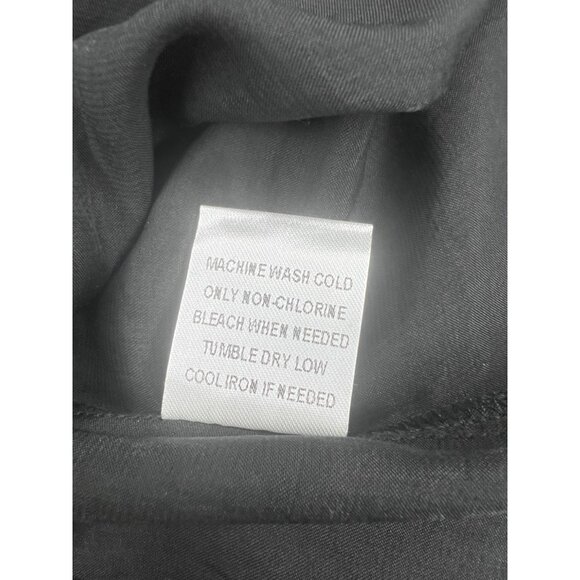 MACHINE WASH COLD
ONLY NON-CHLORINE
BLEACH WHEN NEEDED
TUMBLE DRY LOW
COOL IRON IF NEEDED